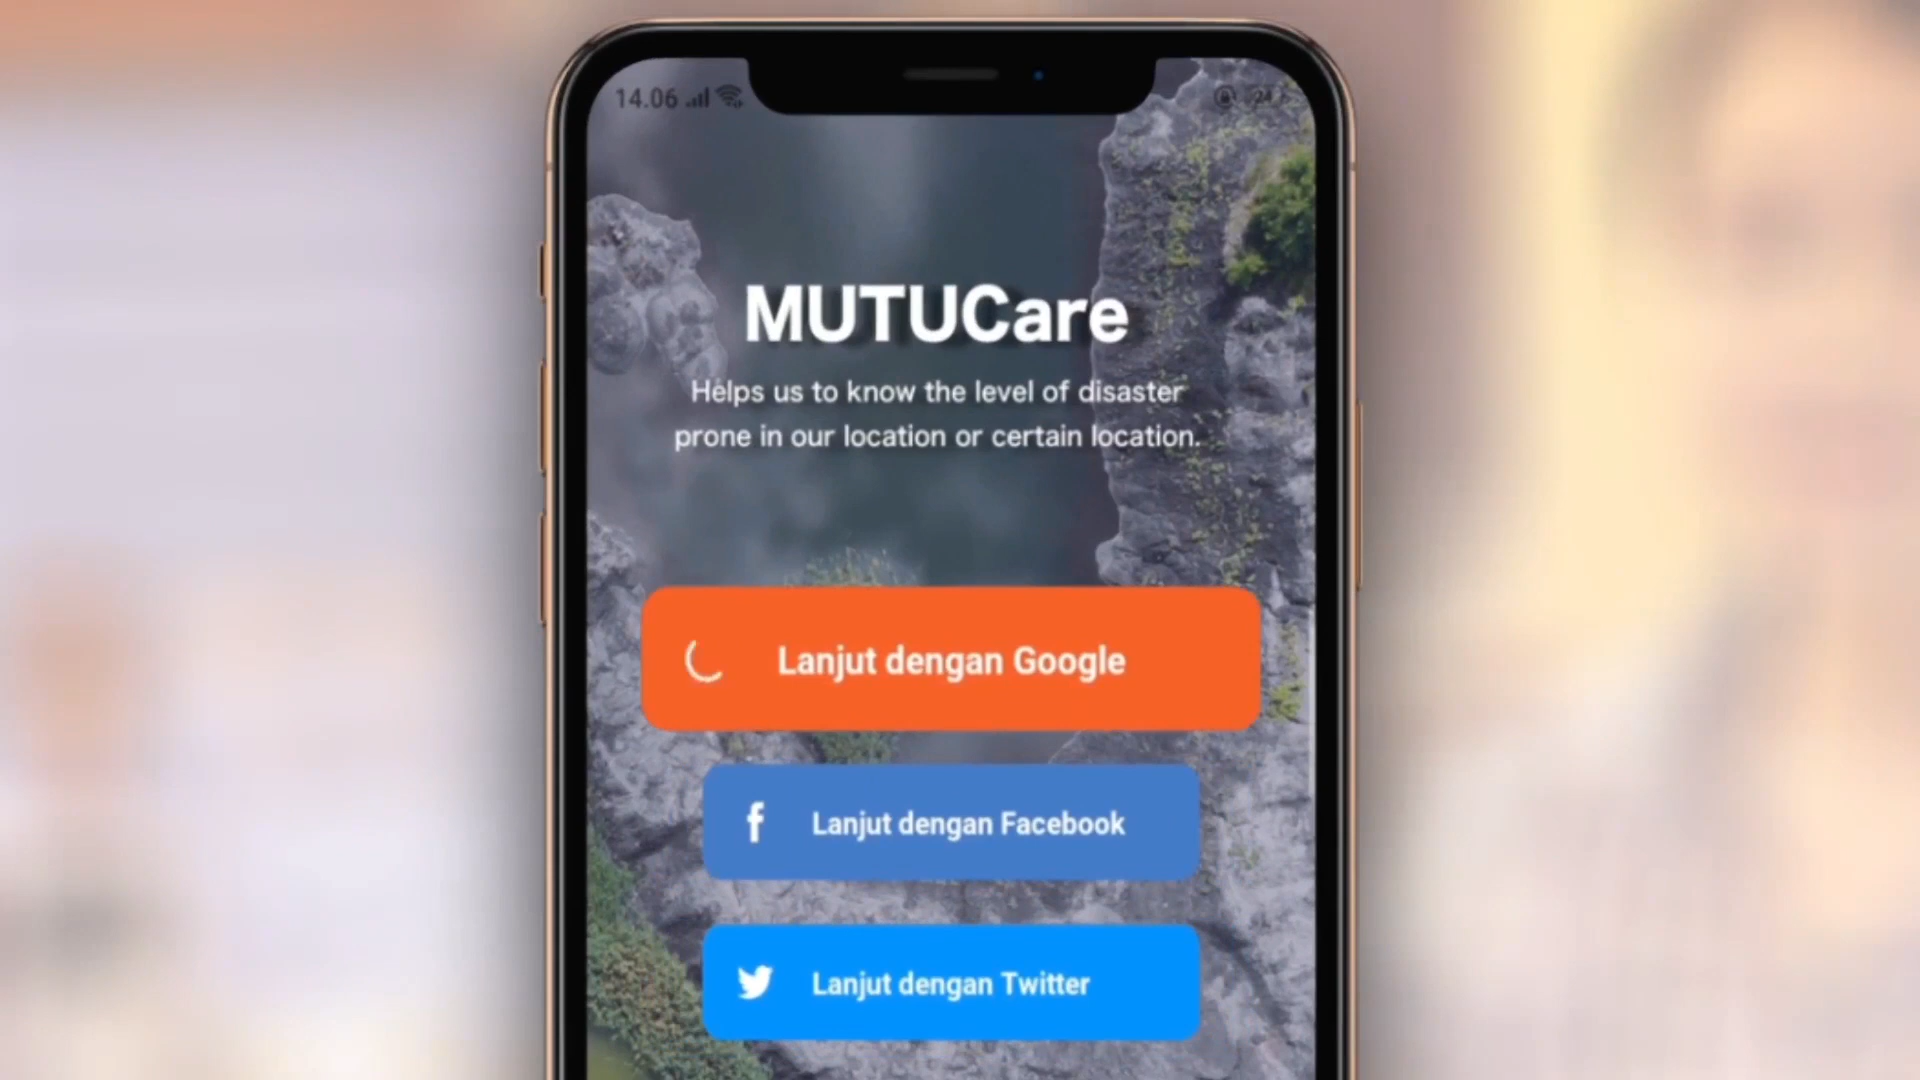 14.06
MUTUCare
Helps us to know the level of disaster
prone in our location or certain location.
Lanjut dengan Google
Lanjut dengan Facebook
Lanjut dengan Twitter